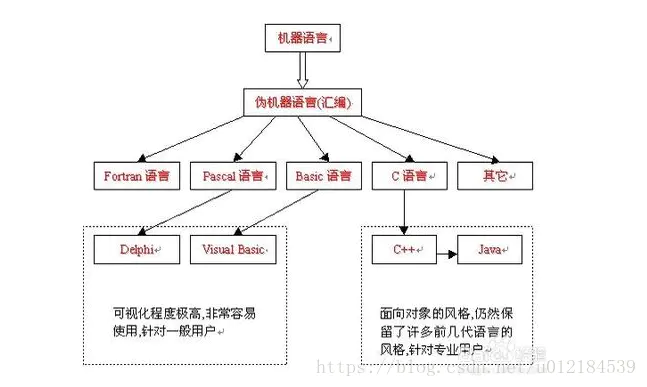 机器语言
伪机器语言(汇编)
Fortran 语言
Pascal 语言
Basic 语言
C 语言
其它
Delphi
Visual Basic
C++
Java
可视化程度极高,非常容易
使用,针对一般用户
面向对象的风格,仍然保
留了许多前几代语言的
风格,针对专业用户
https://blog.csdn.net/u012184539